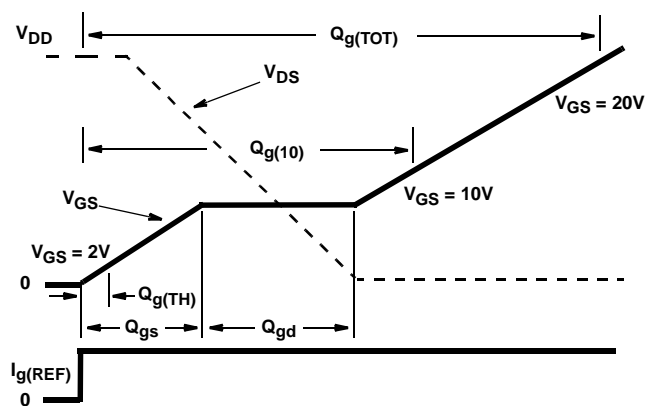 V_DD
Q_g(TOT)
V_DS
V_GS = 20V
Q_g(10)
V_GS
V_GS = 10V
V_GS = 2V
0
Q_g(TH)
Q_gs
Q_gd
I_g(REF)
0